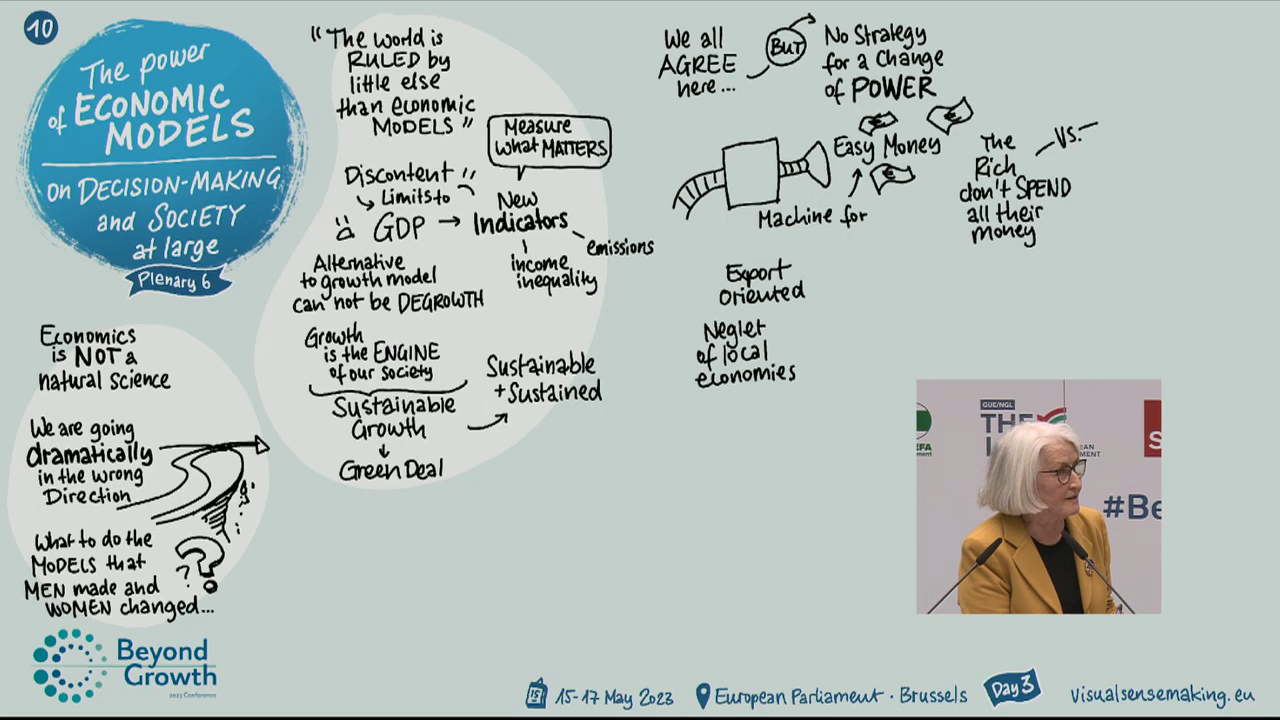 10
The power
of ECONOMIC
MODELS
on DECISION-MAKING
and SOCIETY
at large
Plenary 6
Economics
is NOT a
natural science
We are going
dramatically
in the wrong
Direction
What to do the
MODELS that
MEN made and
WOMEN changed...
?
?
"The world is
RULED by
little else
than economic
MODELS"
Measure
what MATTERS
Discontent
Limits to
GDP
New
Indicators
emissions
income
inequality
Alternative
to growth model
can not be DEGROWTH
Growth
is the ENGINE
of our society
Sustainable
Growth
Green Deal
Sustainable
+ Sustained
We all
AGREE
here...
BUT
No Strategy
for a Change
of POWER
Easy Money
€
€
€
Machine for
The
Rich
don't SPEND
all their
money
VS.
Export
Oriented
Neglet
of local
economies
GUE/NGL
THE
#Be
Beyond
Growth
2023 Conference
15
15-17 May 2023
European Parliament · Brussels
Day 3
visualsensemaking.eu